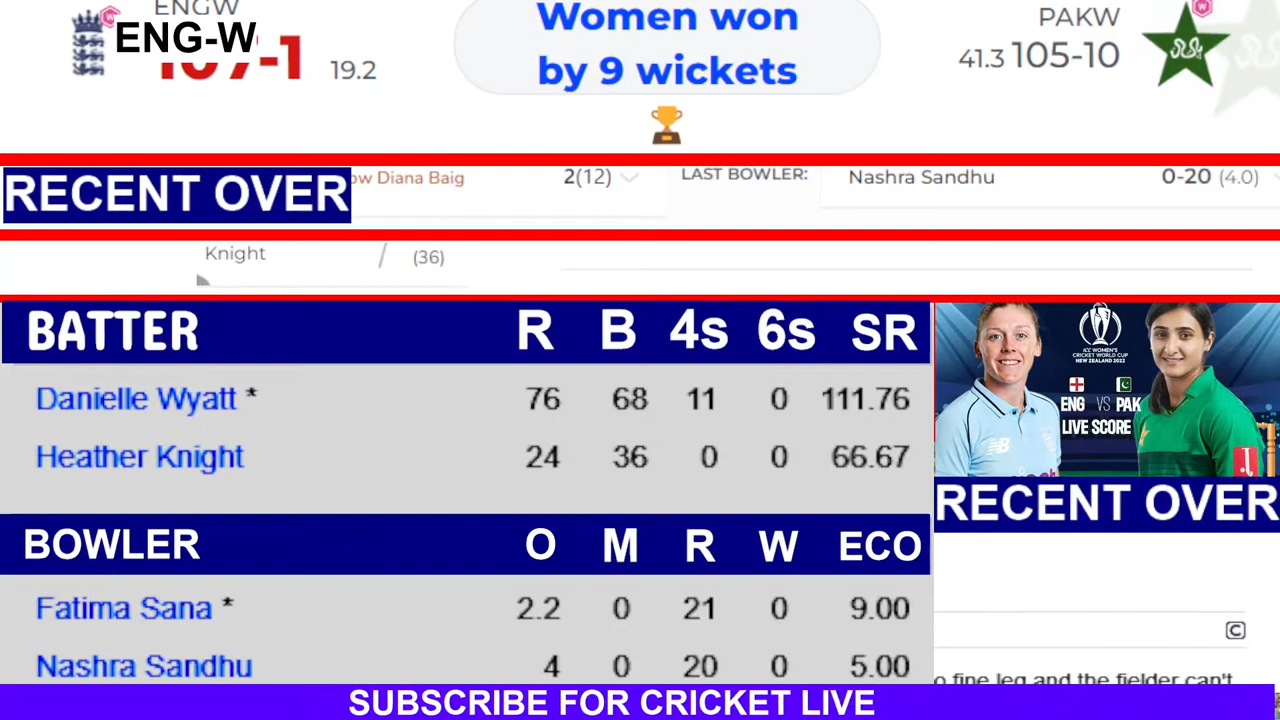 ENGW
ENG-W
107-1 19.2
Women won
by 9 wickets
PAKW
41.3 105-10
RECENT OVER
Diana Baig 2(12)
LAST BOWLER: Nashra Sandhu 0-20 (4.0)
Knight / (36)
BATTER R B 4s 6s SR
Danielle Wyatt * 76 68 11 0 111.76
Heather Knight 24 36 0 0 66.67
BOWLER O M R W ECO
Fatima Sana * 2.2 0 21 0 9.00
Nashra Sandhu 4 0 20 0 5.00
ICC WOMEN'S
CRICKET WORLD CUP
NEW ZEALAND 2022
ENG VS PAK
LIVE SCORE
RECENT OVER
fine leg and the fielder can't
SUBSCRIBE FOR CRICKET LIVE